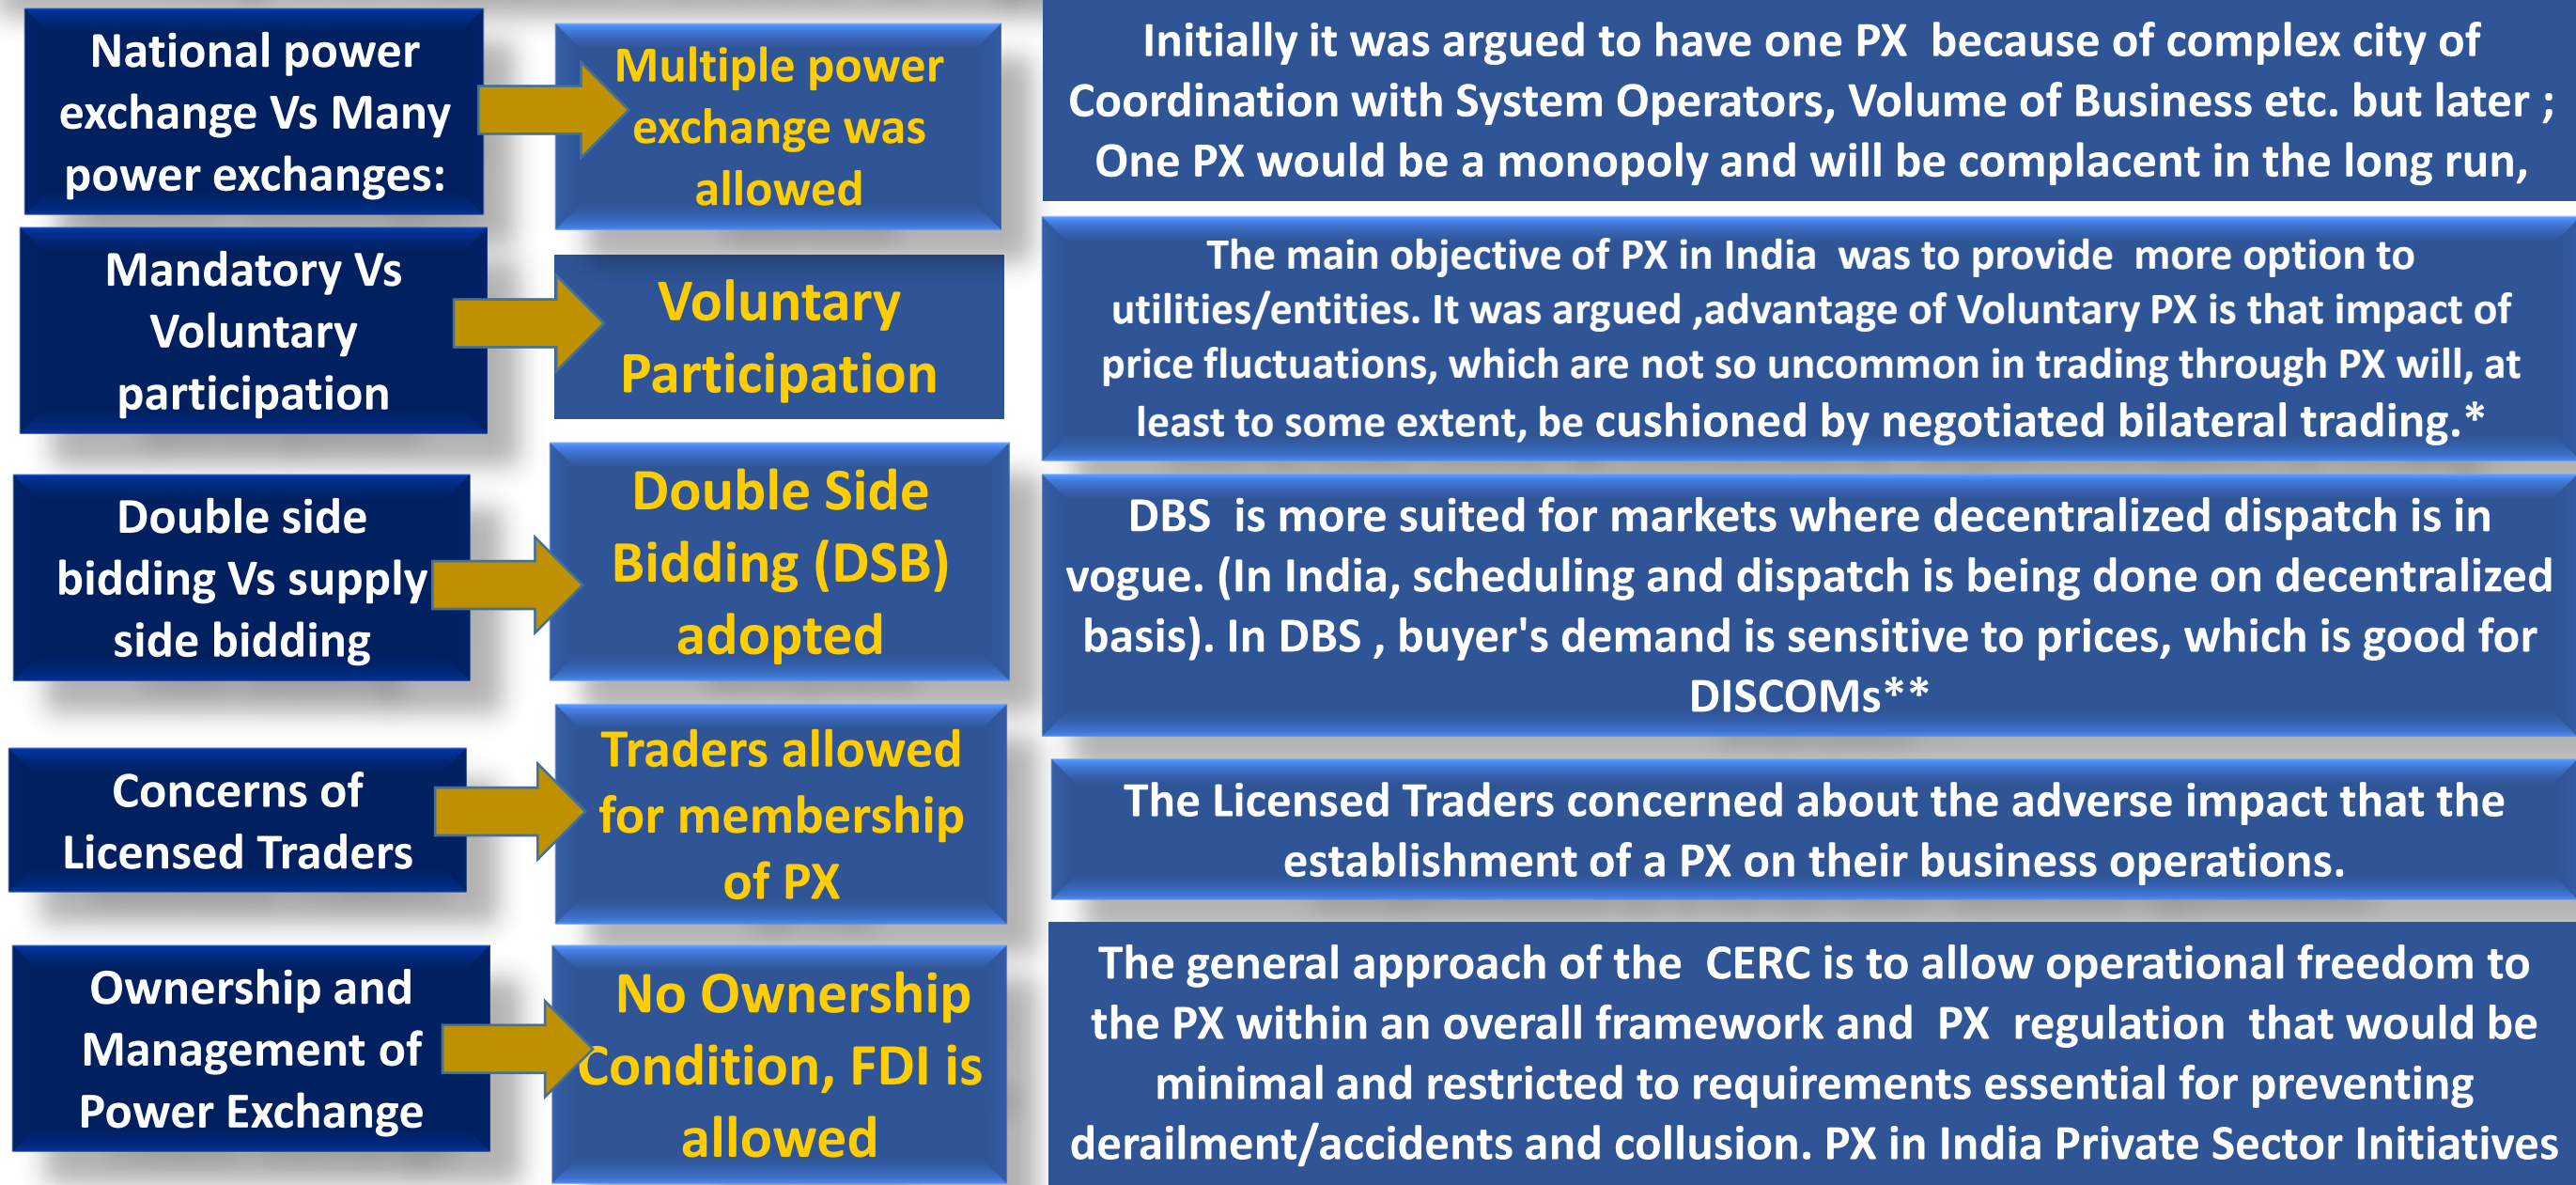 National power
exchange Vs Many
power exchanges:
Multiple power
exchange was
allowed
Initially it was argued to have one PX because of complex city of
Coordination with System Operators, Volume of Business etc. but later ;
One PX would be a monopoly and will be complacent in the long run,
Mandatory Vs
Voluntary
participation
Voluntary
Participation
The main objective of PX in India was to provide more option to
utilities/entities. It was argued ,advantage of Voluntary PX is that impact of
price fluctuations, which are not so uncommon in trading through PX will, at
least to some extent, be cushioned by negotiated bilateral trading.*
Double side
bidding Vs supply
side bidding
Double Side
Bidding (DSB)
adopted
DBS is more suited for markets where decentralized dispatch is in
vogue. (In India, scheduling and dispatch is being done on decentralized
basis). In DBS , buyer's demand is sensitive to prices, which is good for
DISCOMs**
Concerns of
Licensed Traders
Traders allowed
for membership
of PX
The Licensed Traders concerned about the adverse impact that the
establishment of a PX on their business operations.
Ownership and
Management of
Power Exchange
No Ownership
Condition, FDI is
allowed
The general approach of the CERC is to allow operational freedom to
the PX within an overall framework and PX regulation that would be
minimal and restricted to requirements essential for preventing
derailment/accidents and collusion. PX in India Private Sector Initiatives